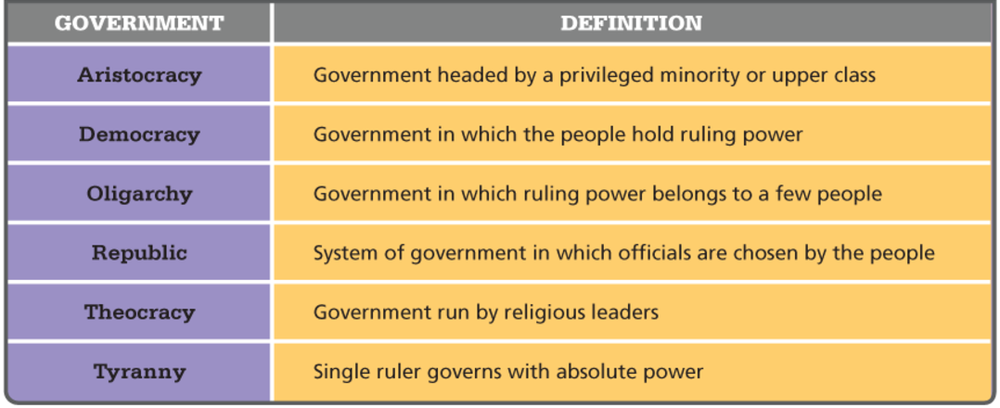 GOVERNMENT DEFINITION
Aristocracy Government headed by a privileged minority or upper class
Democracy Government in which the people hold ruling power
Oligarchy Government in which ruling power belongs to a few people
Republic System of government in which officials are chosen by the people
Theocracy Government run by religious leaders
Tyranny Single ruler governs with absolute power